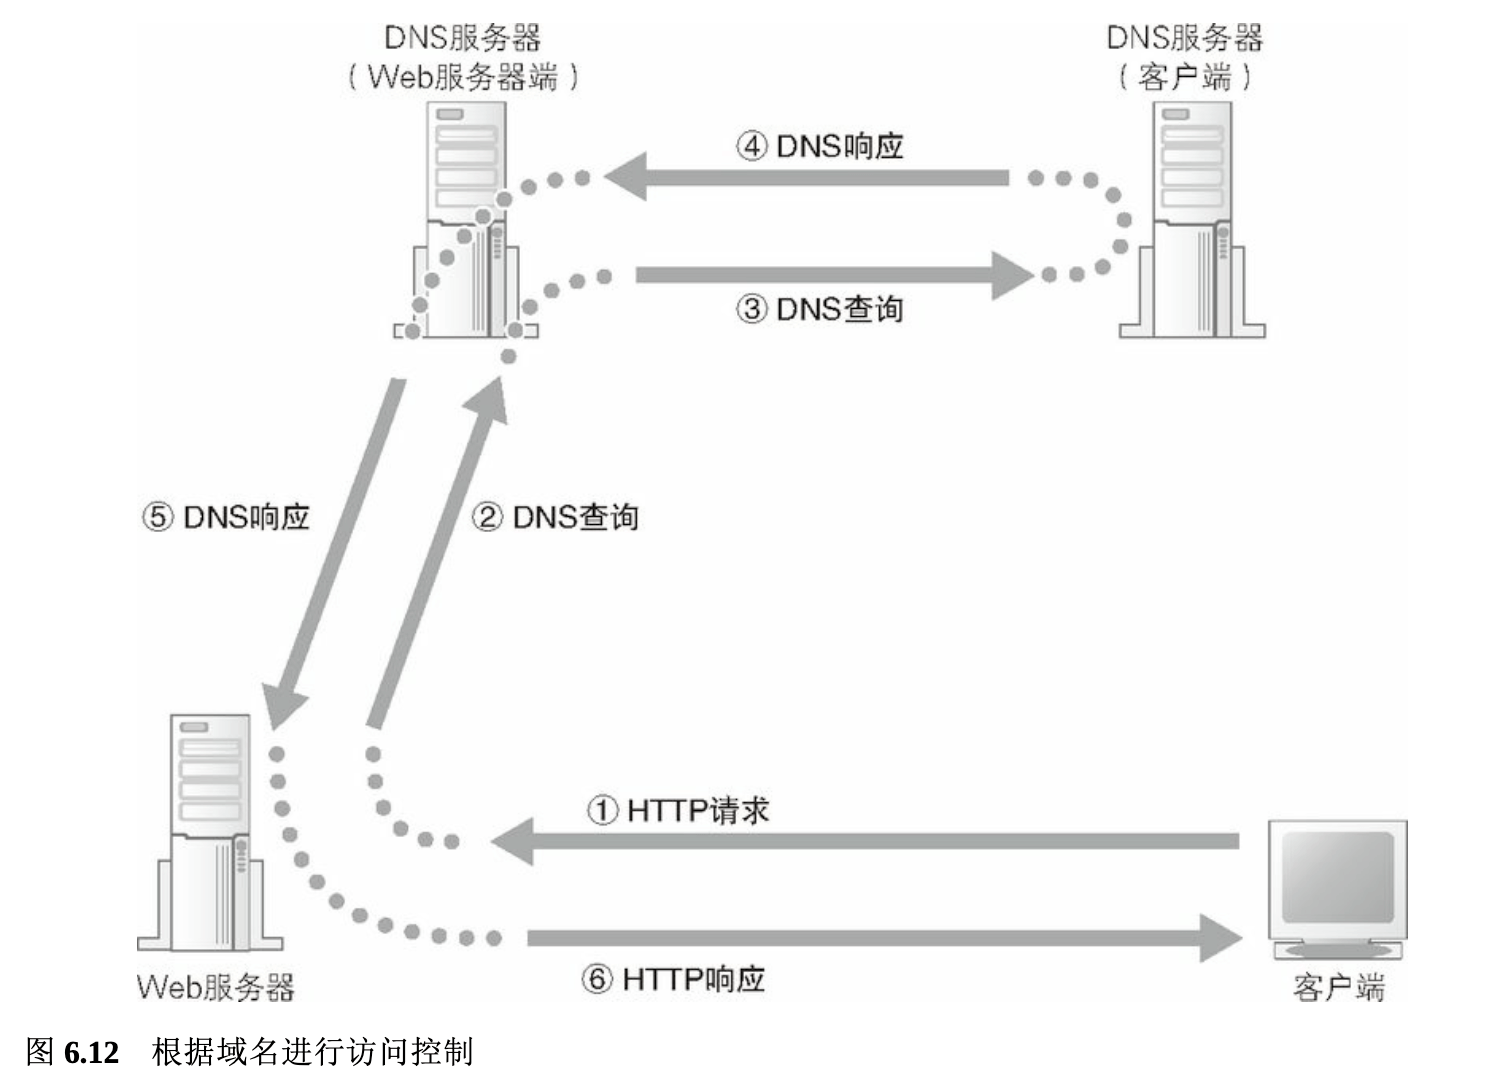 DNS服务器
（Web服务器端）
DNS服务器
（客户端）
④ DNS响应
③ DNS查询
⑤ DNS响应
② DNS查询
① HTTP请求
⑥ HTTP响应
Web服务器
客户端
图 6.12 根据域名进行访问控制